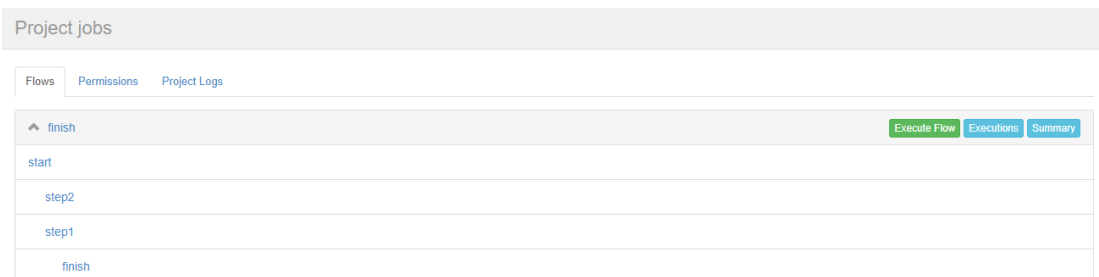 Project jobs
Flows Permissions Project Logs
finish Execute Flow Executions Summary
start
step2
step1
finish